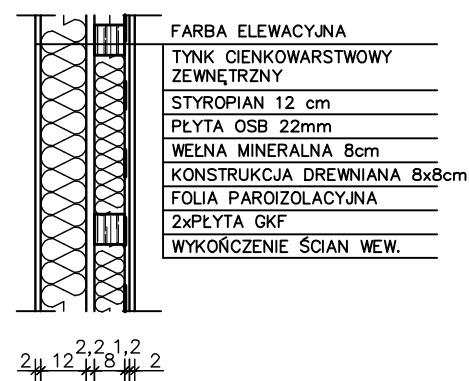 FARBA ELEWACYJNA
TYNK CIENKOWARSTWOWY
ZEWNĘTRZNY
STYROPIAN 12 cm
PŁYTA OSB 22mm
WEŁNA MINERALNA 8cm
KONSTRUKCJA DREWNIANA 8x8cm
FOLIA PAROIZOLACYJNA
2xPŁYTA GKF
WYKOŃCZENIE ŚCIAN WEW.
2,2 1,2
2 12 8 2